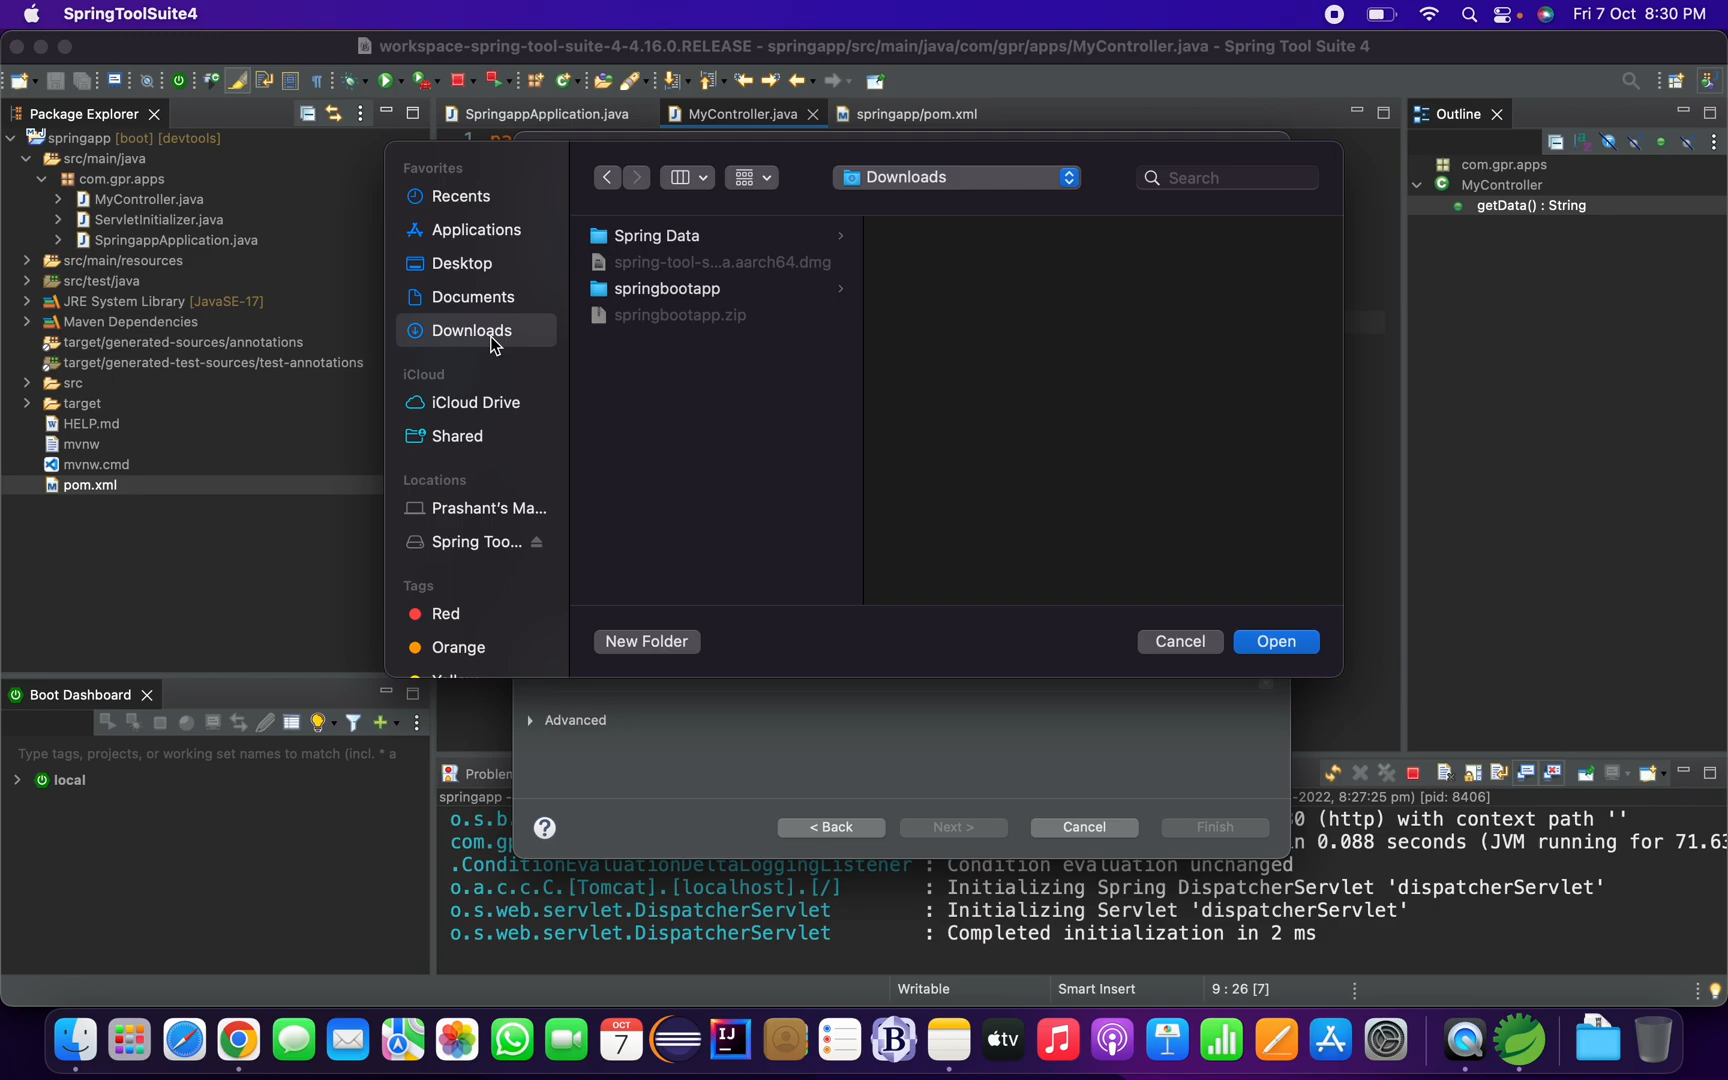 SpringToolSuite4
Fri 7 Oct 8:30 PM
workspace-spring-tool-suite-4-4.16.0.RELEASE - springapp/src/main/java/com/gpr/apps/MyController.java - Spring Tool Suite 4
Package Explorer
SpringappApplication.java
MyController.java
springapp/pom.xml
Outline
springapp [boot] [devtools]
src/main/java
com.gpr.apps
MyController.java
ServletInitializer.java
SpringappApplication.java
src/main/resources
src/test/java
JRE System Library [JavaSE-17]
Maven Dependencies
target/generated-sources/annotations
target/generated-test-sources/test-annotations
src
target
HELP.md
mvnw
mvnw.cmd
pom.xml
1
Favorites
Recents
Applications
Desktop
Documents
Downloads
iCloud
iCloud Drive
Shared
Locations
Prashant's Ma...
Spring Too...
Tags
Red
Orange
Downloads
Search
Spring Data
spring-tool-s...a.aarch64.dmg
springbootapp
springbootapp.zip
New Folder
Cancel
Open
com.gpr.apps
MyController
getData() : String
Advanced
< Back
Next >
Cancel
Finish
Boot Dashboard
Type tags, projects, or working set names to match (incl. * a
local
Problem
springapp -
-2022, 8:27:25 pm) [pid: 8406]
o.s.b
0 (http) with context path ''
com.gp
n 0.088 seconds (JVM running for 71.63
.ConditionEvaluationDeltaLoggingListener : Condition evaluation unchanged
o.a.c.c.C.[Tomcat].[localhost].[/] : Initializing Spring DispatcherServlet 'dispatcherServlet'
o.s.web.servlet.DispatcherServlet : Initializing Servlet 'dispatcherServlet'
o.s.web.servlet.DispatcherServlet : Completed initialization in 2 ms
Writable
Smart Insert
9 : 26 [7]
OCT
7
IJ
B
tv